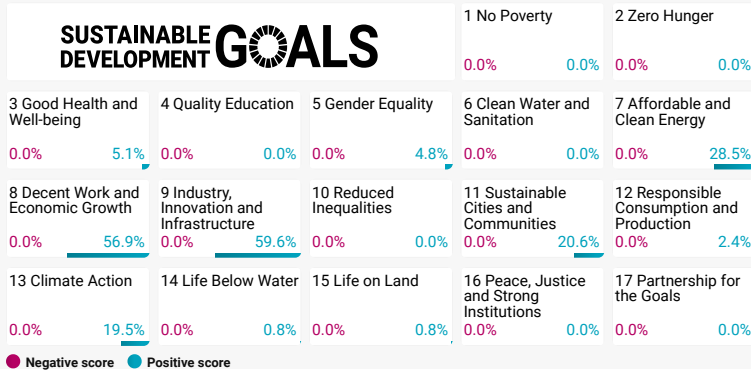 SUSTAINABLE
DEVELOPMENT GOALS
1 No Poverty
0.0% 0.0%
2 Zero Hunger
0.0% 0.0%
3 Good Health and
Well-being
0.0% 5.1%
4 Quality Education
0.0% 0.0%
5 Gender Equality
0.0% 4.8%
6 Clean Water and
Sanitation
0.0% 0.0%
7 Affordable and
Clean Energy
0.0% 28.5%
8 Decent Work and
Economic Growth
0.0% 56.9%
9 Industry,
Innovation and
Infrastructure
0.0% 59.6%
10 Reduced
Inequalities
0.0% 0.0%
11 Sustainable
Cities and
Communities
0.0% 20.6%
12 Responsible
Consumption and
Production
0.0% 2.4%
13 Climate Action
0.0% 19.5%
14 Life Below Water
0.0% 0.8%
15 Life on Land
0.0% 0.8%
16 Peace, Justice
and Strong
Institutions
0.0% 0.0%
17 Partnership for
the Goals
0.0% 0.0%
Negative score Positive score